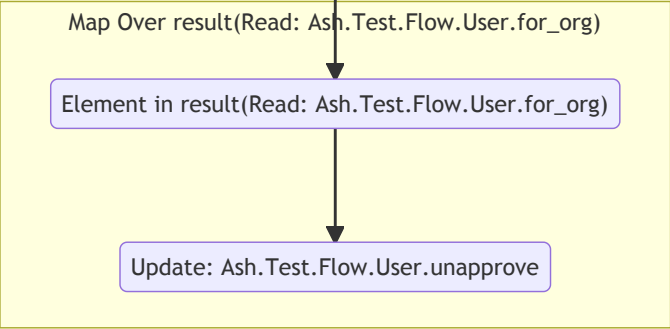 Map Over result(Read: Ash.Test.Flow.User.for_org)
Element in result(Read: Ash.Test.Flow.User.for_org)
Update: Ash.Test.Flow.User.unapprove